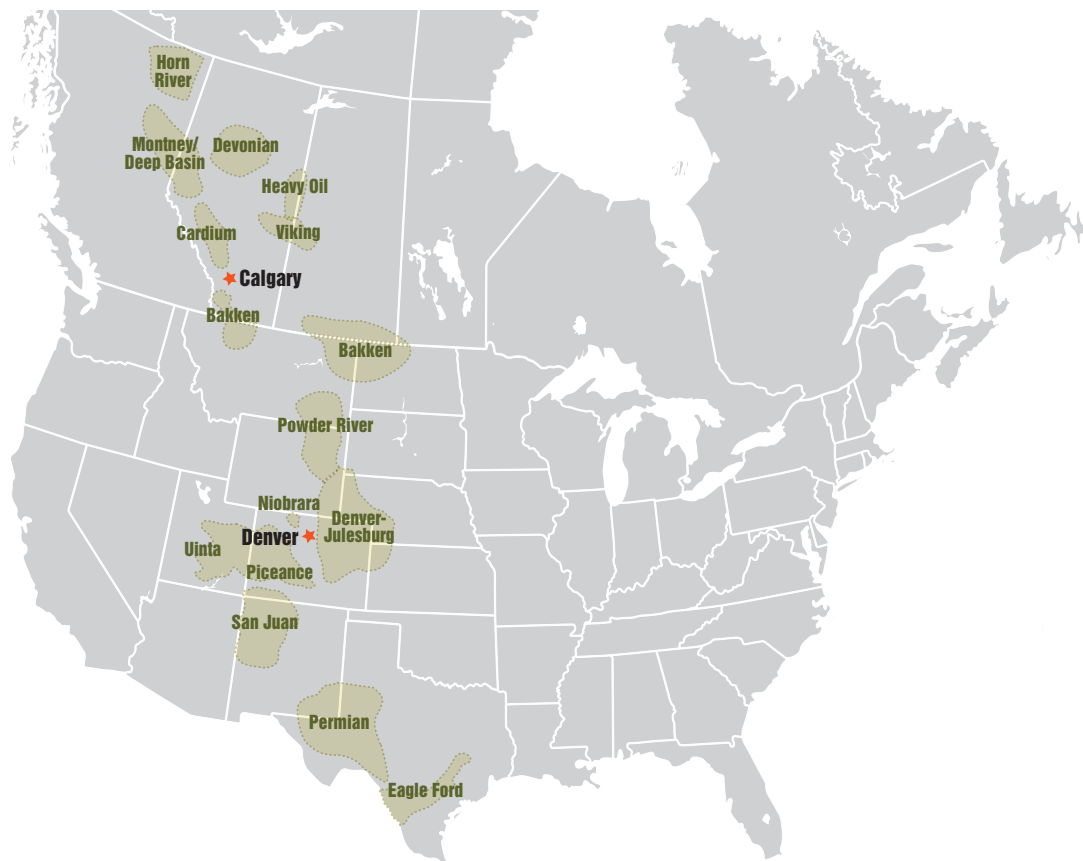 Horn
River
Montney/
Deep Basin
Devonian
Heavy Oil
Cardium
Viking
Calgary
Bakken
Bakken
Powder River
Niobrara
Denver-
Julesburg
Denver
Uinta
Piceance
San Juan
Permian
Eagle Ford